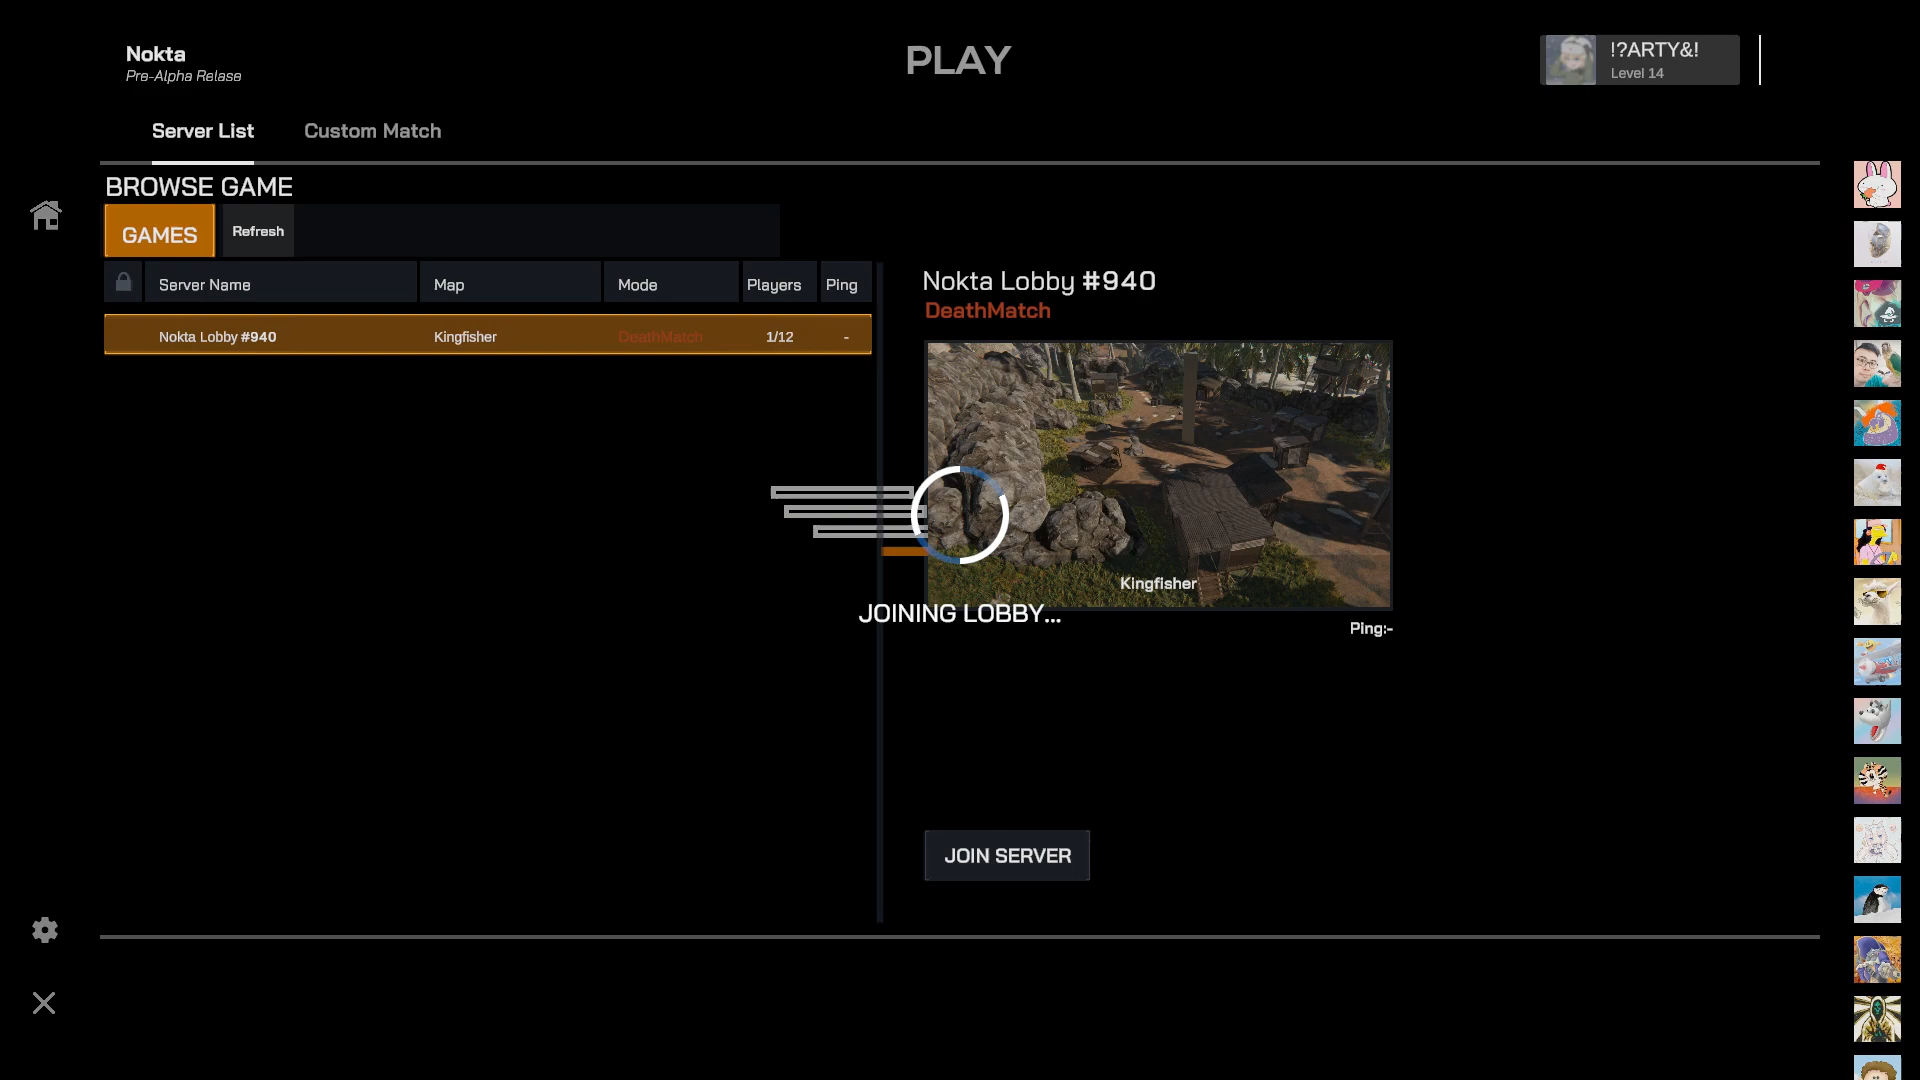 Nokta
Pre-Alpha Relase
PLAY
!?ARTY&!
Level 14
Server List
Custom Match
BROWSE GAME
GAMES
Refresh
Server Name
Map
Mode
Players
Ping
Nokta Lobby #940
Kingfisher
DeathMatch
1/12
-
Nokta Lobby #940
DeathMatch
Kingfisher
JOINING LOBBY...
Ping:-
JOIN SERVER